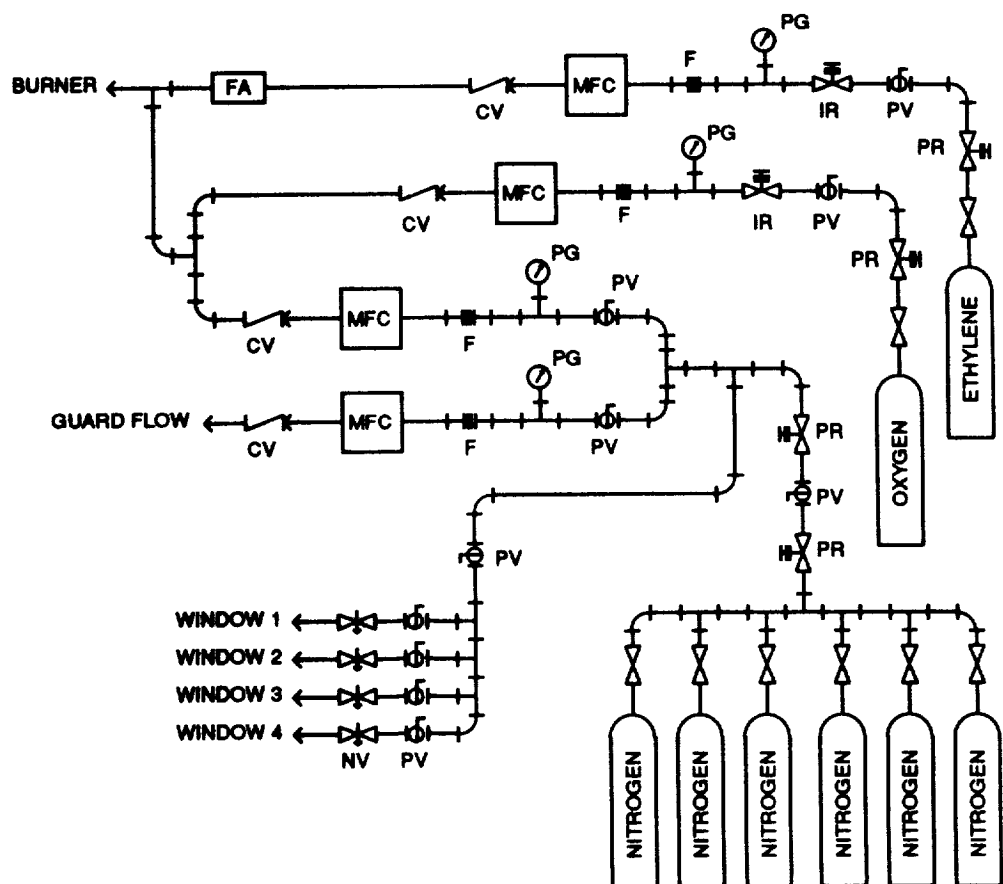 PG
F
BURNER
FA
MFC
CV
IR
PV
PR
PG
MFC
CV
F
IR
PV
PR
PG
PV
MFC
CV
F
ETHYLENE
PG
GUARD FLOW
MFC
CV
F
PV
PR
OXYGEN
PV
PV
PR
WINDOW 1
WINDOW 2
WINDOW 3
WINDOW 4
NV
PV
NITROGEN
NITROGEN
NITROGEN
NITROGEN
NITROGEN
NITROGEN